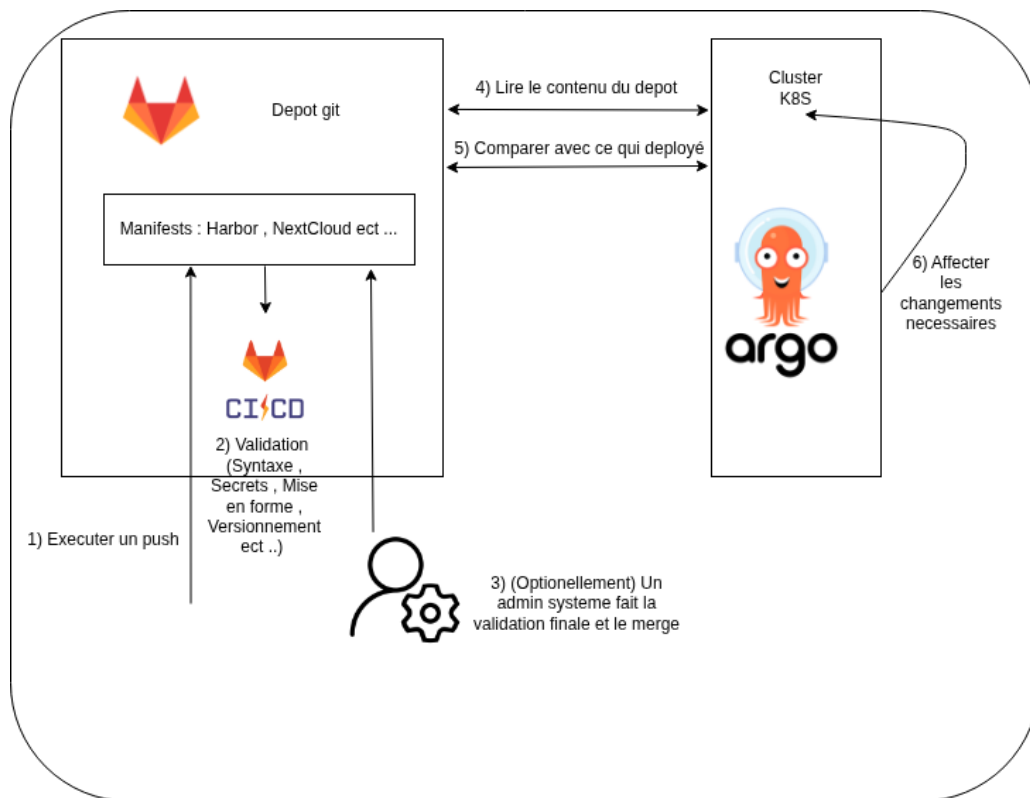 Depot git
Manifests : Harbor , NextCloud ect ...
CI CD
2) Validation
(Syntaxe ,
Secrets , Mise
en forme ,
Versionnement
ect ..)
1) Executer un push
3) (Optionellement) Un
admin systeme fait la
validation finale et le merge
4) Lire le contenu du depot
5) Comparer avec ce qui deployé
Cluster
K8S
argo
6) Affecter
les
changements
necessaires